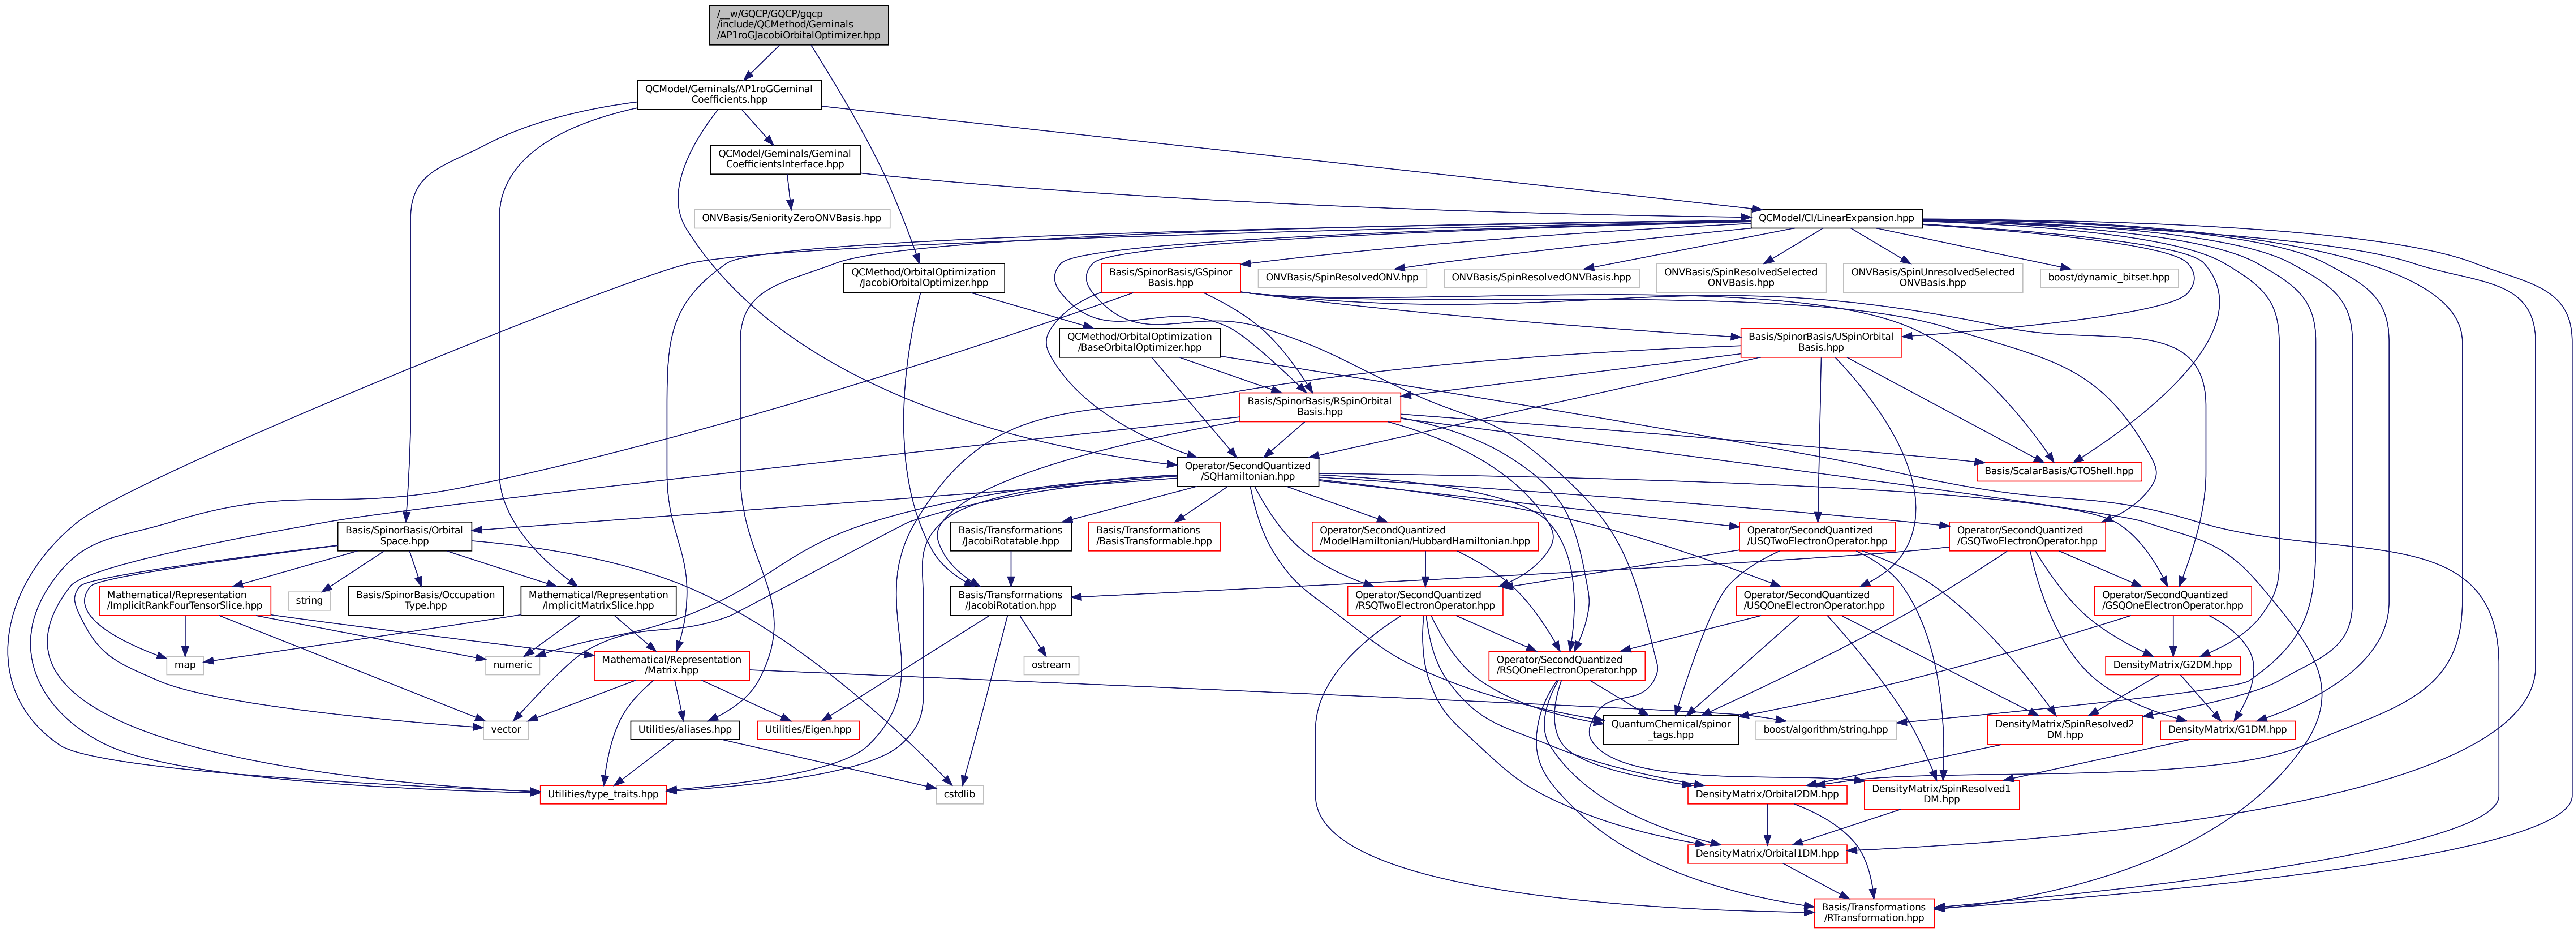 /__w/GQCP/GQCP/gqcp
/include/QCMethod/Geminals
/AP1roGJacobiOrbitalOptimizer.hpp
QCModel/Geminals/AP1roGGeminal
Coefficients.hpp
QCModel/Geminals/Geminal
CoefficientsInterface.hpp
ONVBasis/SeniorityZeroONVBasis.hpp
QCModel/CI/LinearExpansion.hpp
QCMethod/OrbitalOptimization
/JacobiOrbitalOptimizer.hpp
Basis/SpinorBasis/GSpinor
Basis.hpp
ONVBasis/SpinResolvedONV.hpp
ONVBasis/SpinResolvedONVBasis.hpp
ONVBasis/SpinResolvedSelected
ONVBasis.hpp
ONVBasis/SpinUnresolvedSelected
ONVBasis.hpp
boost/dynamic_bitset.hpp
QCMethod/OrbitalOptimization
/BaseOrbitalOptimizer.hpp
Basis/SpinorBasis/USpinOrbital
Basis.hpp
Basis/SpinorBasis/RSpinOrbital
Basis.hpp
Operator/SecondQuantized
/SQHamiltonian.hpp
Basis/ScalarBasis/GTOShell.hpp
Basis/SpinorBasis/Orbital
Space.hpp
Basis/Transformations
/JacobiRotatable.hpp
Basis/Transformations
/BasisTransformable.hpp
Operator/SecondQuantized
/ModelHamiltonian/HubbardHamiltonian.hpp
Operator/SecondQuantized
/USQTwoElectronOperator.hpp
Operator/SecondQuantized
/GSQTwoElectronOperator.hpp
Mathematical/Representation
/ImplicitRankFourTensorSlice.hpp
string
Basis/SpinorBasis/Occupation
Type.hpp
Mathematical/Representation
/ImplicitMatrixSlice.hpp
Basis/Transformations
/JacobiRotation.hpp
Operator/SecondQuantized
/RSQTwoElectronOperator.hpp
Operator/SecondQuantized
/USQOneElectronOperator.hpp
Operator/SecondQuantized
/GSQOneElectronOperator.hpp
map
numeric
Mathematical/Representation
/Matrix.hpp
ostream
Operator/SecondQuantized
/RSQOneElectronOperator.hpp
DensityMatrix/G2DM.hpp
vector
Utilities/aliases.hpp
Utilities/Eigen.hpp
boost/algorithm/string.hpp
QuantumChemical/spinor
_tags.hpp
DensityMatrix/SpinResolved2
DM.hpp
DensityMatrix/G1DM.hpp
Utilities/type_traits.hpp
cstdlib
DensityMatrix/Orbital2DM.hpp
DensityMatrix/SpinResolved1
DM.hpp
DensityMatrix/Orbital1DM.hpp
Basis/Transformations
/RTransformation.hpp